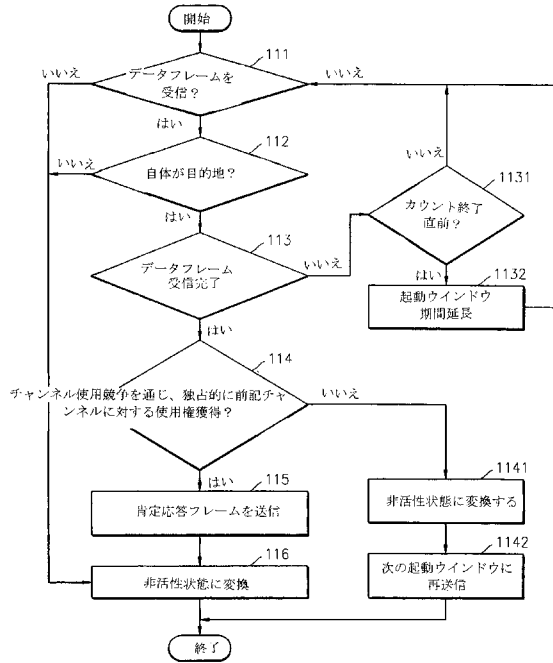 開始
111
いいえ
データフレームを
受信？
いいえ
はい
112
いいえ
自体が目的地？
いいえ
1131
カウント終了
直前？
はい
113
データフレーム
受信完了
いいえ
はい
1132
起動ウインドウ
期間延長
はい
114
チャンネル使用競争を通じ、独占的に前記チャ
ンネルに対する使用権獲得？
いいえ
はい
115
肯定応答フレームを送信
1141
非活性状態に変換する
116
非活性状態に変換
1142
次の起動ウインドウに
再送信
終了